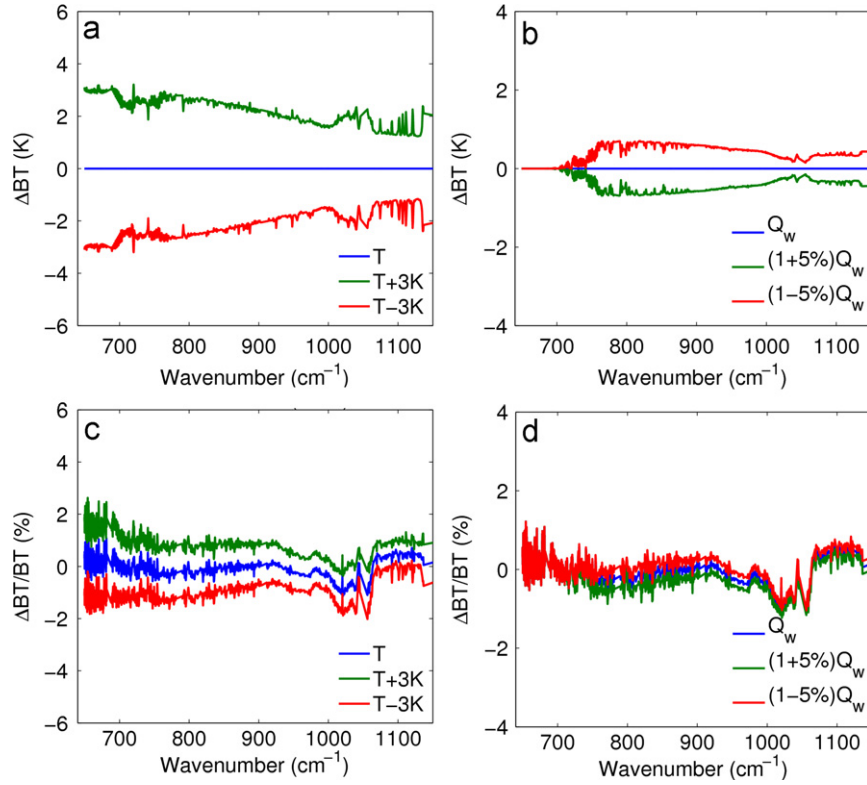 a
6
4
2
0
−2
−4
−6
ΔBT (K)
700 800 900 1000 1100
Wavenumber (cm⁻¹)
T
T+3K
T−3K
b
4
2
0
−2
−4
ΔBT (K)
700 800 900 1000 1100
Wavenumber (cm⁻¹)
Q_w
(1+5%)Q_w
(1−5%)Q_w
c
6
4
2
0
−2
−4
−6
ΔBT/BT (%)
700 800 900 1000 1100
Wavenumber (cm⁻¹)
T
T+3K
T−3K
d
4
2
0
−2
−4
ΔBT/BT (%)
700 800 900 1000 1100
Wavenumber (cm⁻¹)
Q_w
(1+5%)Q_w
(1−5%)Q_w